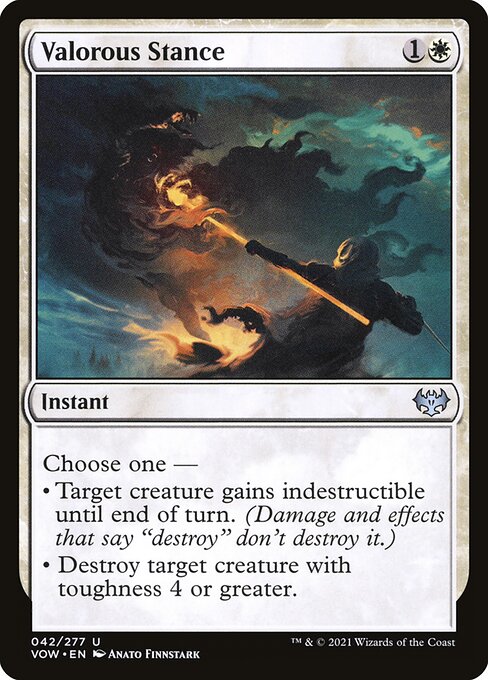 Valorous Stance 1
Instant
Choose one —
• Target creature gains indestructible
until end of turn. (Damage and effects
that say “destroy” don’t destroy it.)
• Destroy target creature with
toughness 4 or greater.
042/277 U
VOW • EN Anato Finnstark
™ & © 2021 Wizards of the Coast